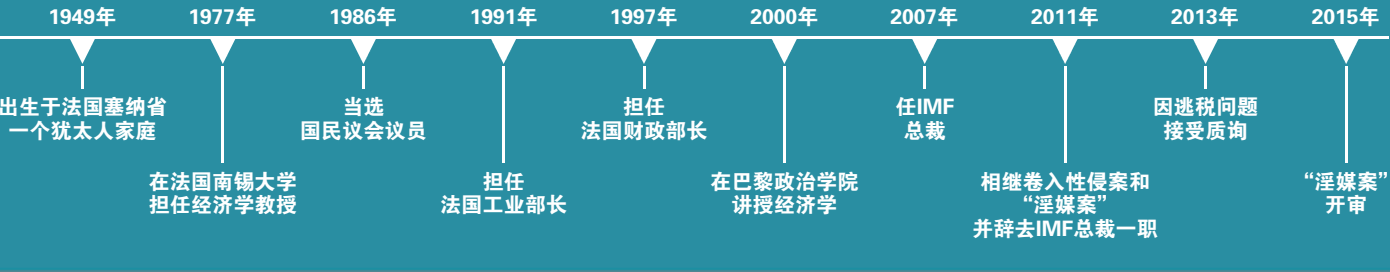 1949年
1977年
1986年
1991年
1997年
2000年
2007年
2011年
2013年
2015年
出生于法国塞纳省
一个犹太人家庭
在法国南锡大学
担任经济学教授
当选
国民议会议员
担任
法国工业部长
担任
法国财政部长
在巴黎政治学院
讲授经济学
任IMF
总裁
相继卷入性侵案和
“淫媒案”
并辞去IMF总裁一职
因逃税问题
接受质询
“淫媒案”
开审